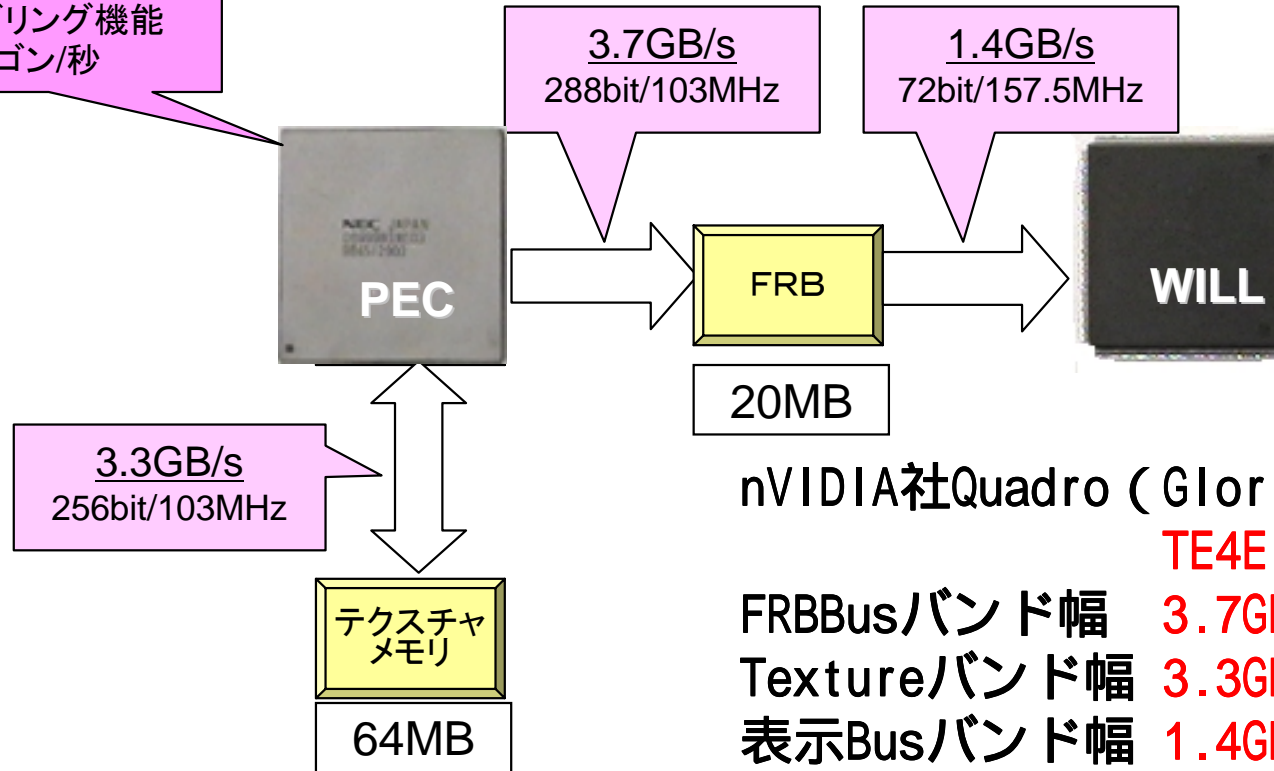 リング機能
ゴン/秒
3.7GB/s
288bit/103MHz
1.4GB/s
72bit/157.5MHz
NEC JAPAN
PEC
FRB
WILL
20MB
3.3GB/s
256bit/103MHz
テクスチャ
メモリ
64MB
nVIDIA社Quadro（Glor
TE4E
FRBBusバンド幅 3.7G
Textureバンド幅 3.3G
表示Busバンド幅 1.4G